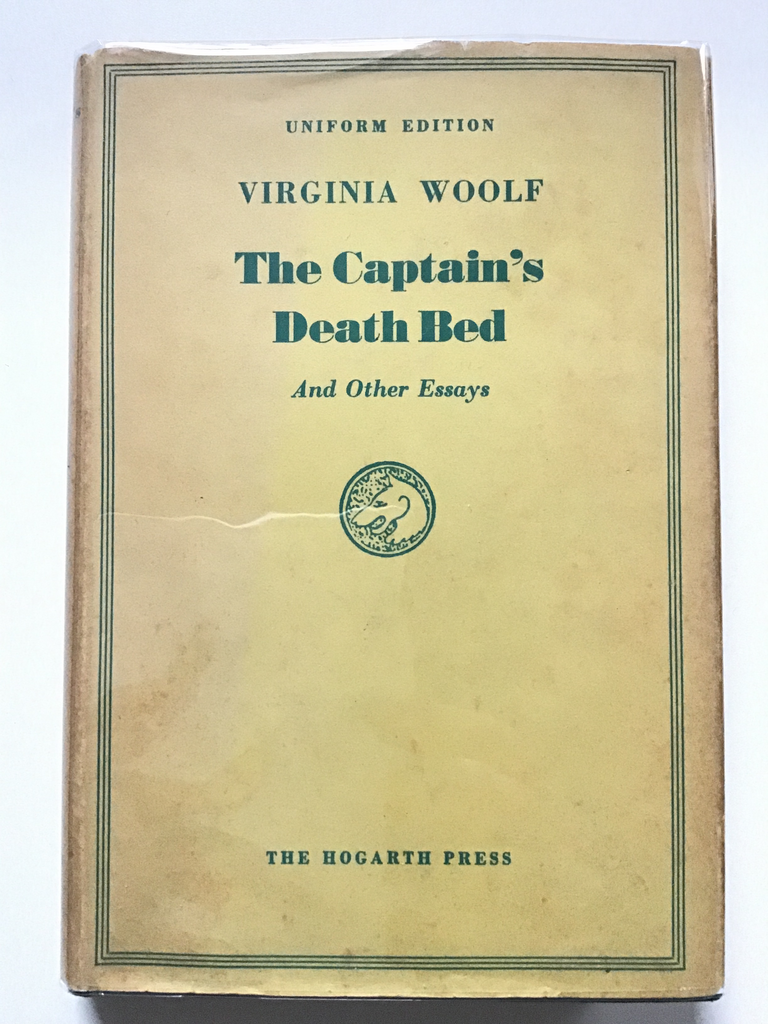 UNIFORM EDITION
VIRGINIA WOOLF
The Captain's
Death Bed
And Other Essays
THE HOGARTH PRESS